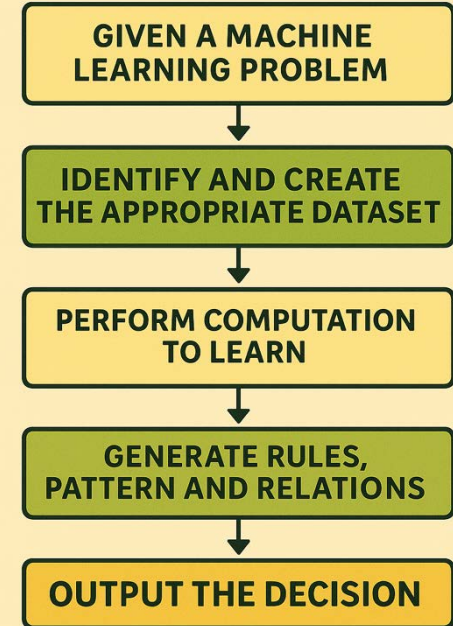 GIVEN A MACHINE
LEARNING PROBLEM
IDENTIFY AND CREATE
THE APPROPRIATE DATASET
PERFORM COMPUTATION
TO LEARN
GENERATE RULES,
PATTERN AND RELATIONS
OUTPUT THE DECISION